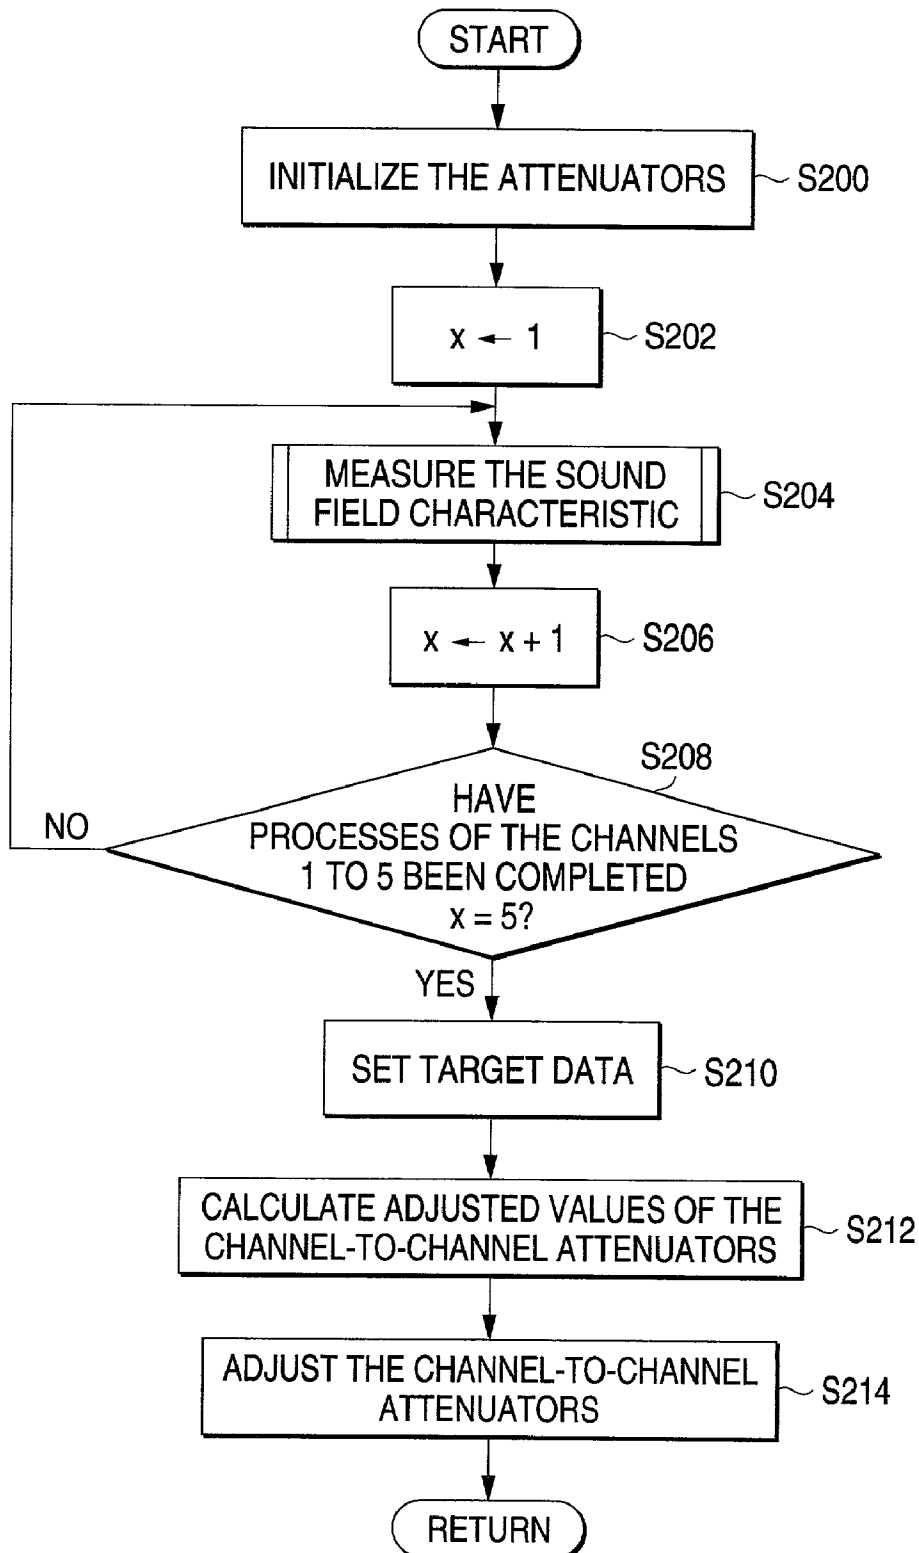 START
INITIALIZE THE ATTENUATORS
S200
x ← 1
S202
MEASURE THE SOUND
FIELD CHARACTERISTIC
S204
x ← x + 1
S206
S208
HAVE
PROCESSES OF THE CHANNELS
1 TO 5 BEEN COMPLETED
x = 5?
NO
YES
SET TARGET DATA
S210
CALCULATE ADJUSTED VALUES OF THE
CHANNEL-TO-CHANNEL ATTENUATORS
S212
ADJUST THE CHANNEL-TO-CHANNEL
ATTENUATORS
S214
RETURN